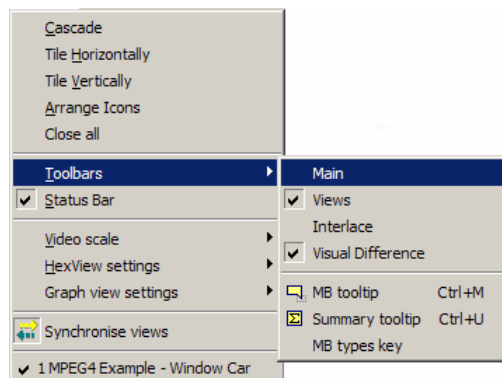 Cascade
Tile Horizontally
Tile Vertically
Arrange Icons
Close all
Toolbars
Status Bar
Video scale
HexView settings
Graph view settings
Synchronise views
1 MPEG4 Example - Window Car
Main
Views
Interlace
Visual Difference
MB tooltip Ctrl+M
Summary tooltip Ctrl+U
MB types key